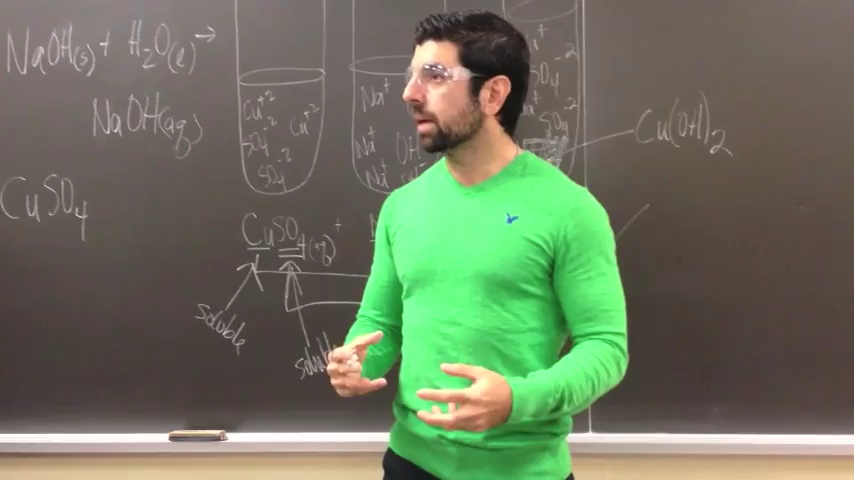 NaOH(s) + H₂O(l) →
NaOH(aq)
CuSO₄
Cu⁺²
Cu⁺²
SO₄⁻²
SO₄⁻²
Na⁺
Na⁺
Na⁺
OH
SO₄⁻²
SO₄⁻²
Cu(OH)₂
CuSO₄(aq) +
soluble